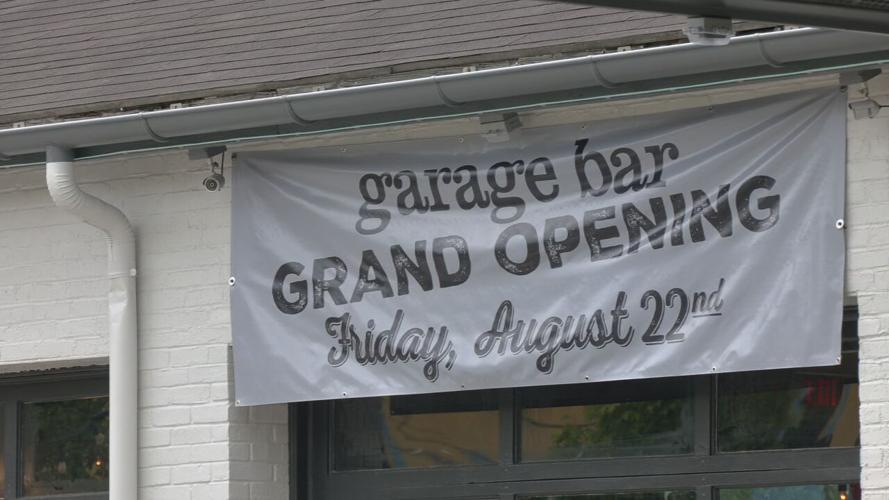 garage bar
GRAND OPENING
Friday, August 22nd